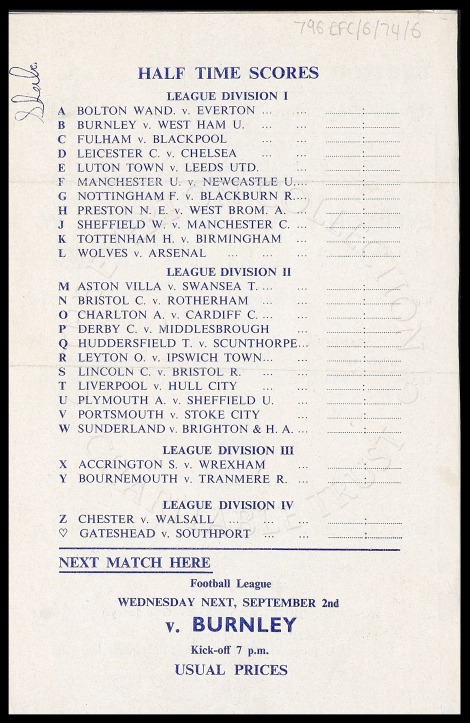 796 EFC/6/74/6
HALF TIME SCORES
LEAGUE DIVISION I
A BOLTON WAND. v. EVERTON ... ...
B BURNLEY v. WEST HAM U. ... ...
C FULHAM v. BLACKPOOL ... ...
D LEICESTER C. v. CHELSEA ... ...
E LUTON TOWN v. LEEDS UTD. ...
F MANCHESTER U. v. NEWCASTLE U....
G NOTTINGHAM F. v. BLACKBURN R....
H PRESTON N. E. v. WEST BROM. A. ...
J SHEFFIELD W. v. MANCHESTER C. ...
K TOTTENHAM H. v. BIRMINGHAM ...
L WOLVES v. ARSENAL ... ... ...
LEAGUE DIVISION II
M ASTON VILLA v. SWANSEA T. ... ...
N BRISTOL C. v. ROTHERHAM ... ...
O CHARLTON A. v. CARDIFF C. ... ...
P DERBY C. v. MIDDLESBROUGH ...
Q HUDDERSFIELD T. v. SCUNTHORPE...
R LEYTON O. v. IPSWICH TOWN... ...
S LINCOLN C. v. BRISTOL R. ... ...
T LIVERPOOL v. HULL CITY ... ...
U PLYMOUTH A. v. SHEFFIELD U. ...
V PORTSMOUTH v. STOKE CITY ...
W SUNDERLAND v. BRIGHTON & H. A. ...
LEAGUE DIVISION III
X ACCRINGTON S. v. WREXHAM ...
Y BOURNEMOUTH v. TRANMERE R. ...
LEAGUE DIVISION IV
Z CHESTER v. WALSALL ... ... ...
♡ GATESHEAD v. SOUTHPORT ... ...
NEXT MATCH HERE
Football League
WEDNESDAY NEXT, SEPTEMBER 2nd
v. BURNLEY
Kick-off 7 p.m.
USUAL PRICES